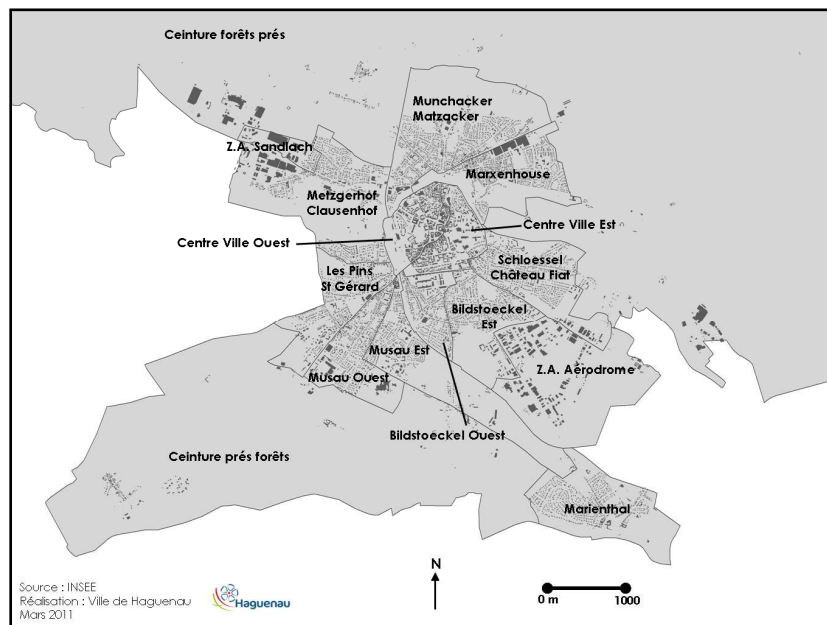 Ceinture forêts prés
Munchacker
Matzacker
Z.A. Sandlach
Marxenhouse
Metzgerhof
Clausenhof
Centre Ville Est
Centre Ville Ouest
Schloessel
Château Fiat
Les Pins
St Gérard
Bildstoeckel
Est
Musau Est
Z.A. Aérodrome
Musau Ouest
Bildstoeckel Ouest
Ceinture prés forêts
Marienthal
N
Source : INSEE
Réalisation : Ville de Haguenau
Mars 2011
Haguenau
0 m 1000